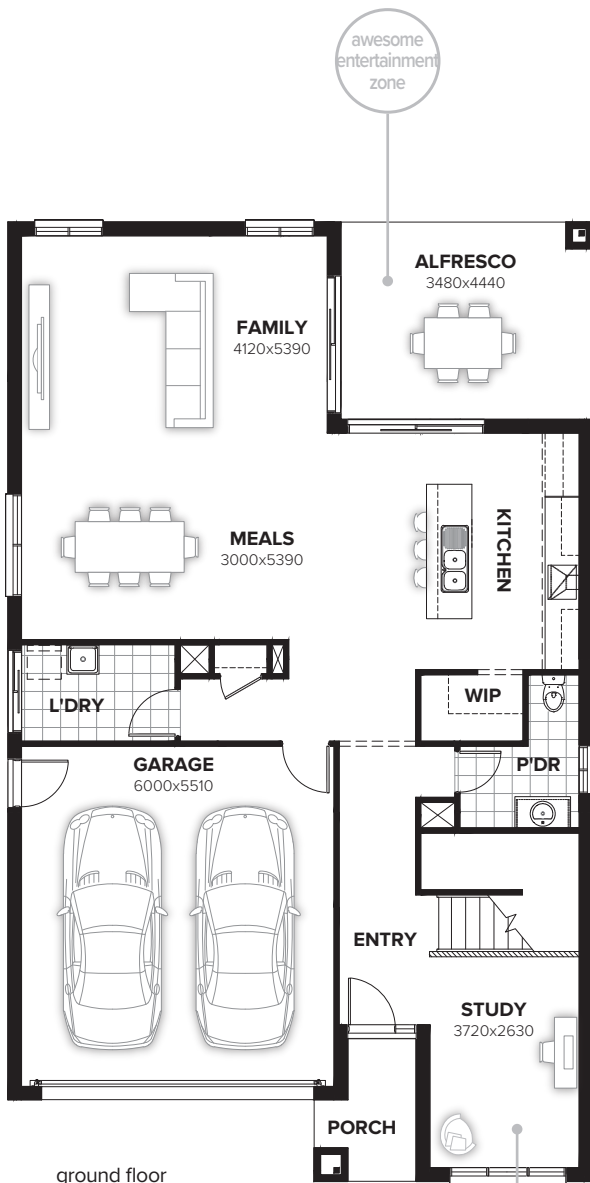 awesome
entertainment
zone
ALFRESCO
3480x4440
FAMILY
4120x5390
KITCHEN
MEALS
3000x5390
L'DRY
WIP
P'DR
GARAGE
6000x5510
ENTRY
STUDY
3720x2630
PORCH
ground floor